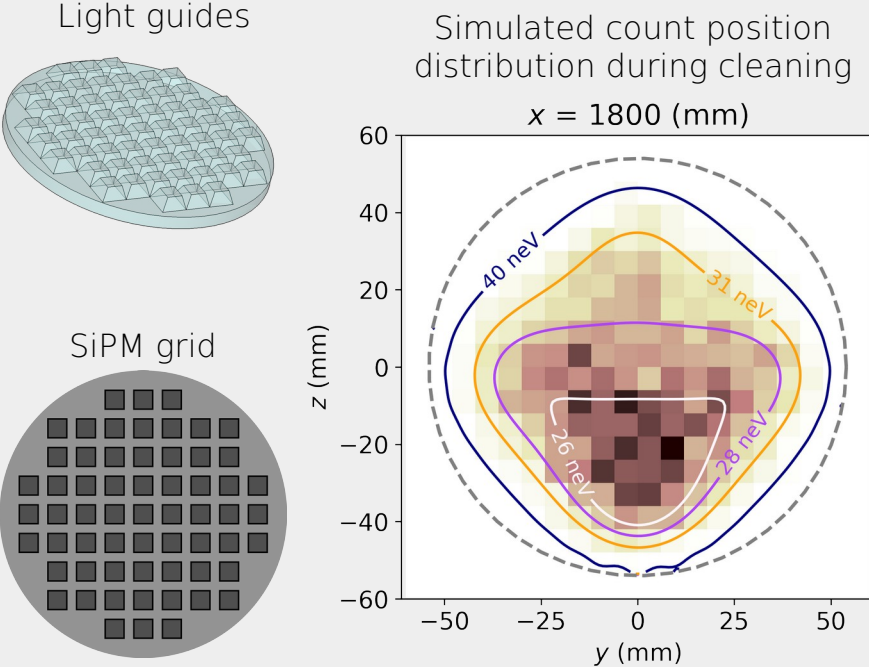 Light guides
SiPM grid
Simulated count position
distribution during cleaning
x = 1800 (mm)
60
40
20
0
−20
−40
−60
z (mm)
40 neV
31 neV
28 neV
26 neV
−50
−25
0
25
50
y (mm)